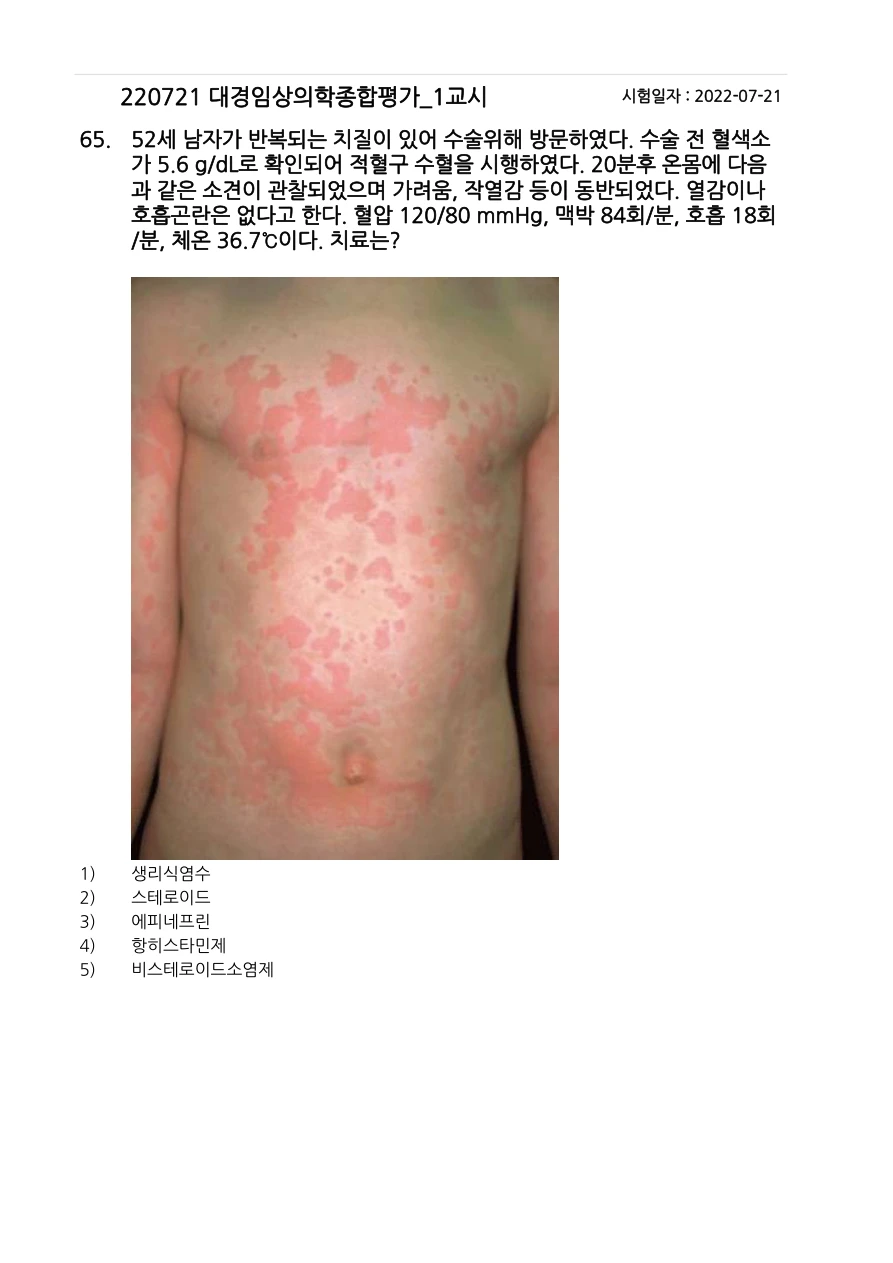 220721 대경임상의학종합평가_1교시
시험일자 : 2022-07-21
65. 52세 남자가 반복되는 치질이 있어 수술위해 방문하였다. 수술 전 혈색소
가 5.6 g/dL로 확인되어 적혈구 수혈을 시행하였다. 20분후 온몸에 다음
과 같은 소견이 관찰되었으며 가려움, 작열감 등이 동반되었다. 열감이나
호흡곤란은 없다고 한다. 혈압 120/80 mmHg, 맥박 84회/분, 호흡 18회
/분, 체온 36.7℃이다. 치료는?
1) 생리식염수
2) 스테로이드
3) 에피네프린
4) 항히스타민제
5) 비스테로이드소염제